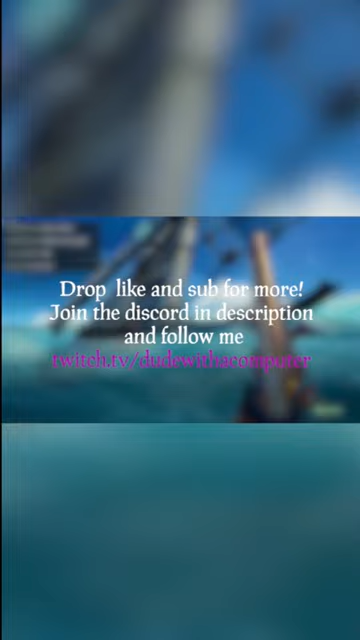 Drop like and sub for more!
Join the discord in description
and follow me
twitch.tv/dudewithacomputer